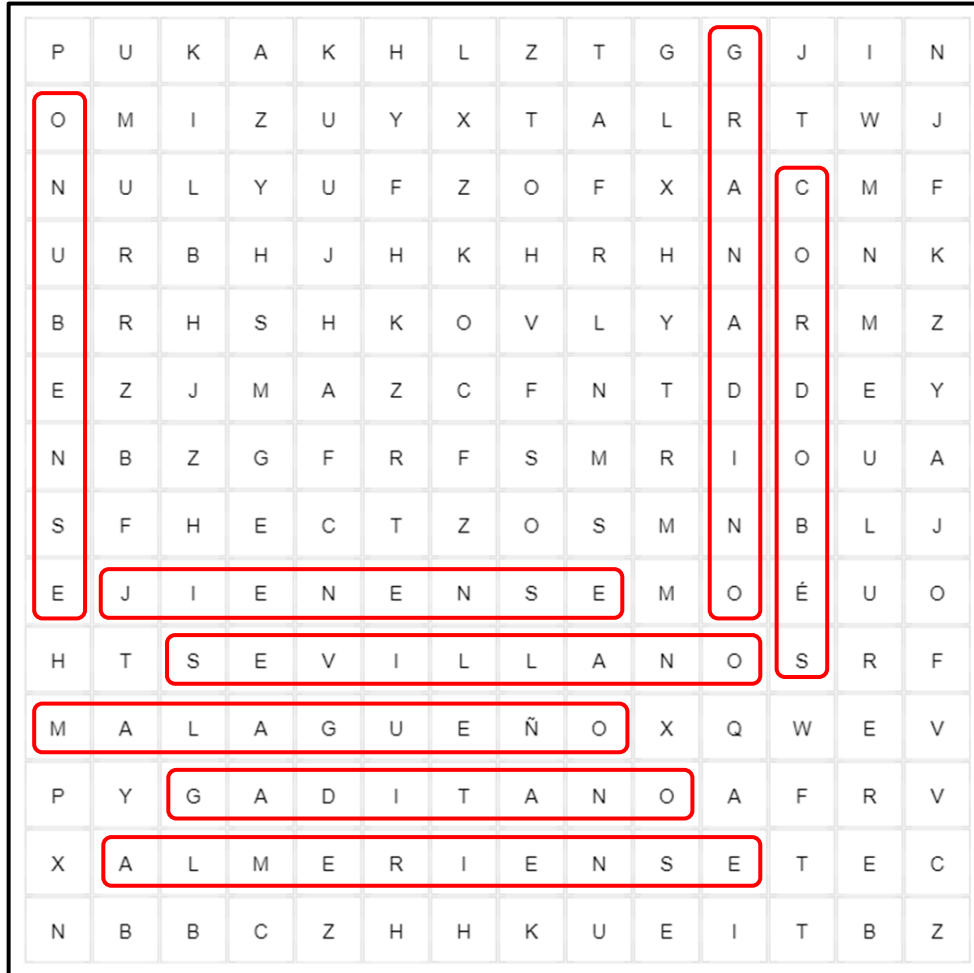 P U K A K H L Z T G G J I N
O M I Z U Y X T A L R T W J
N U L Y U F Z O F X A C M F
U R B H J H K H R H N O N K
B R H S H K O V L Y A R M Z
E Z J M A Z C F N T D D E Y
N B Z G F R F S M R I O U A
S F H E C T Z O S M N B L J
E J I E N E N S E M O É U O
H T S E V I L L A N O S R F
M A L A G U E Ñ O X Q W E V
P Y G A D I T A N O A F R V
X A L M E R I E N S E T E C
N B B C Z H H K U E I T B Z